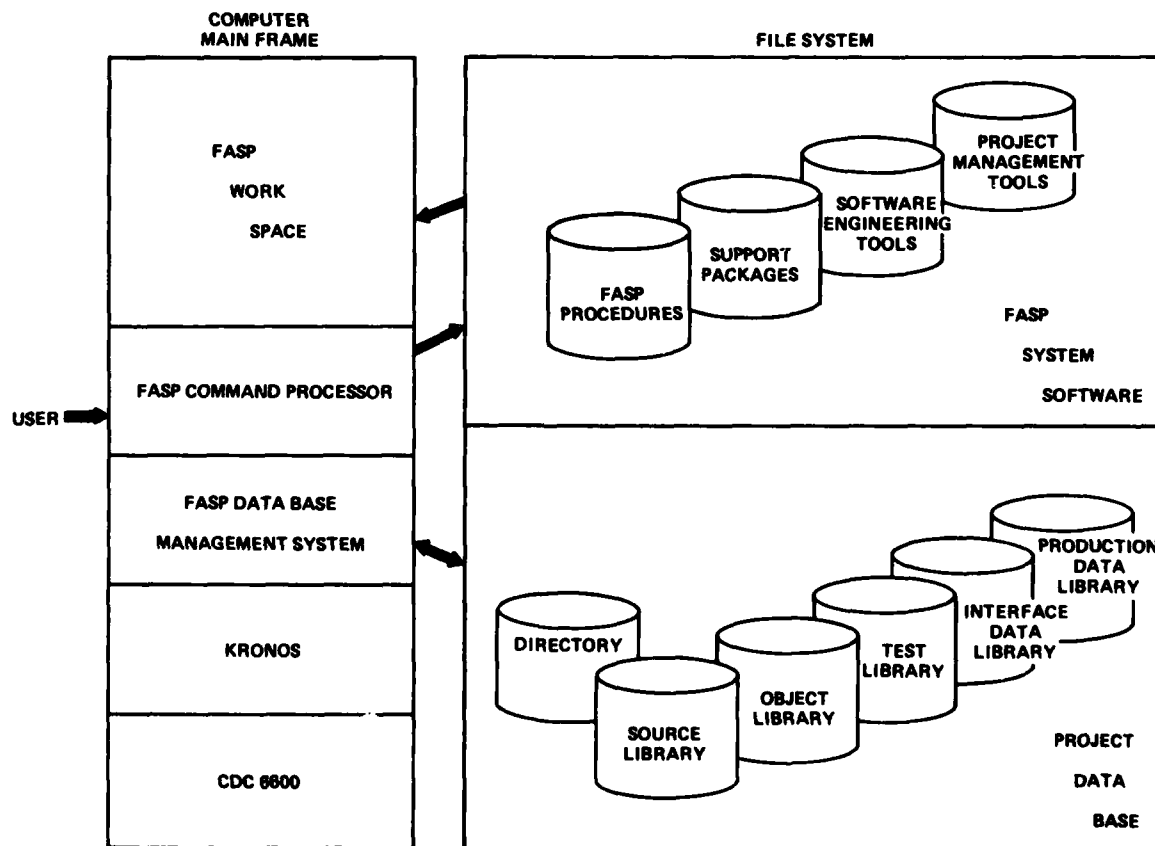 COMPUTER
MAIN FRAME
FILE SYSTEM
FASP
WORK
SPACE
FASP COMMAND PROCESSOR
USER
FASP DATA BASE
MANAGEMENT SYSTEM
KRONOS
CDC 6600
PROJECT
MANAGEMENT
TOOLS
SOFTWARE
ENGINEERING
TOOLS
SUPPORT
PACKAGES
FASP
PROCEDURES
FASP
SYSTEM
SOFTWARE
PRODUCTION
DATA
LIBRARY
INTERFACE
DATA
LIBRARY
TEST
LIBRARY
OBJECT
LIBRARY
DIRECTORY
SOURCE
LIBRARY
PROJECT
DATA
BASE